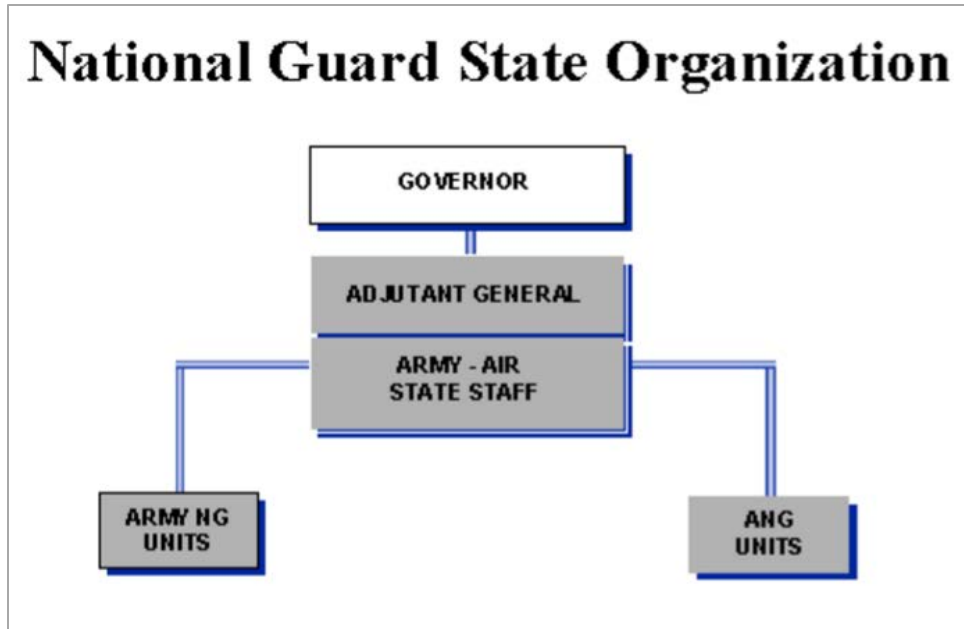 National Guard State Organization
GOVERNOR
ADJUTANT GENERAL
ARMY - AIR
STATE STAFF
ARMY NG
UNITS
ANG
UNITS